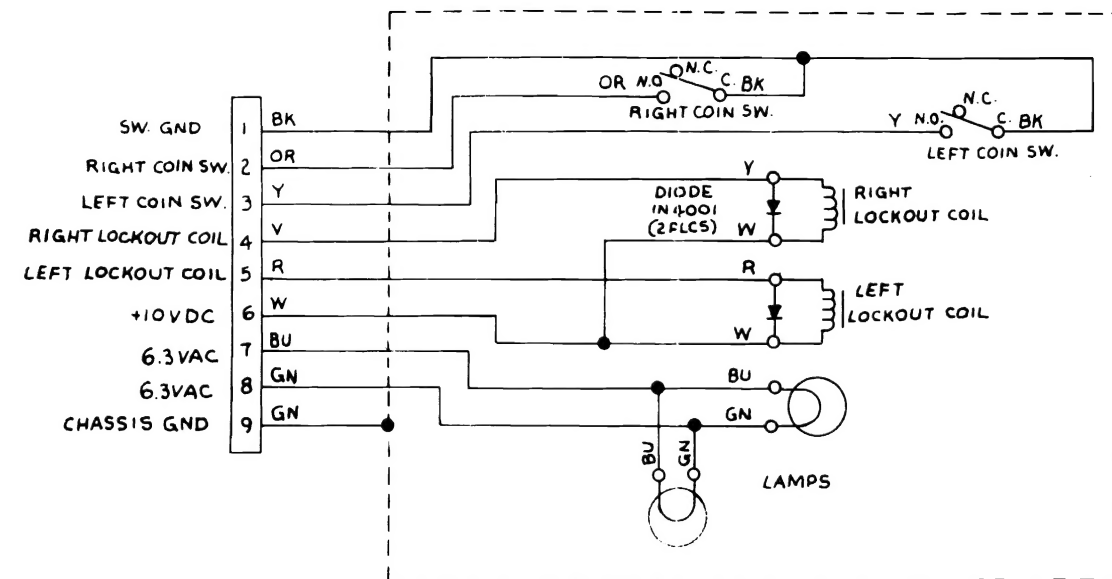 N.C.
OR N.O. C. BK
RIGHT COIN SW.
N.C.
Y N.O. C. BK
LEFT COIN SW.
SW. GND 1 BK
RIGHT COIN SW. 2 OR
LEFT COIN SW. 3 Y
RIGHT LOCKOUT COIL 4 V
LEFT LOCKOUT COIL 5 R
+10VDC 6 W
6.3VAC 7 BU
6.3VAC 8 GN
CHASSIS GND 9 GN
Y
DIODE
IN4001
(2 FLCS)
W
RIGHT
LOCKOUT COIL
R
LEFT
LOCKOUT COIL
W
BU
GN
BU
GN
LAMPS